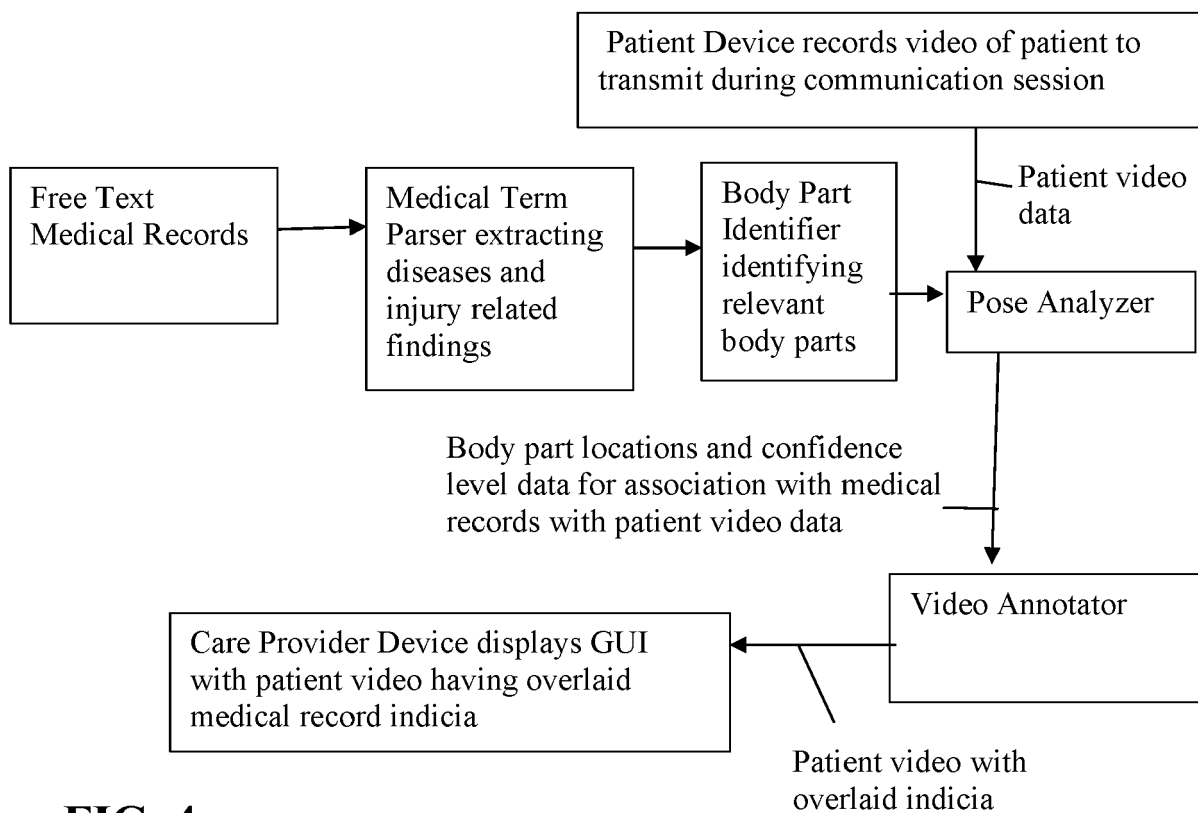 Patient Device records video of patient to
transmit during communication session
Patient video
data
Free Text
Medical Records
Medical Term
Parser extracting
diseases and
injury related
findings
Body Part
Identifier
identifying
relevant
body parts
Pose Analyzer
Body part locations and confidence
level data for association with medical
records with patient video data
Video Annotator
Care Provider Device displays GUI
with patient video having overlaid
medical record indicia
Patient video with
overlaid indicia
FIG. 4